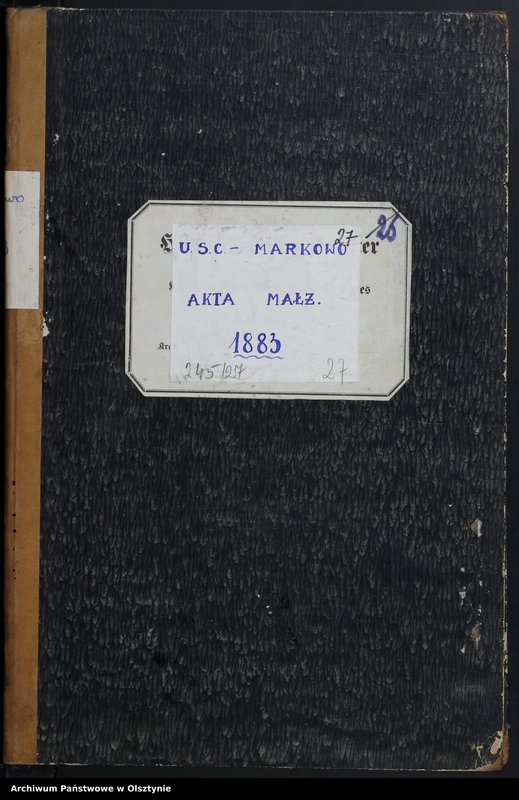 27 26
U.S.C - MARKOWO
AKTA MAŁŻ.
1883
245/27 27
Archiwum Państwowe w Olsztynie